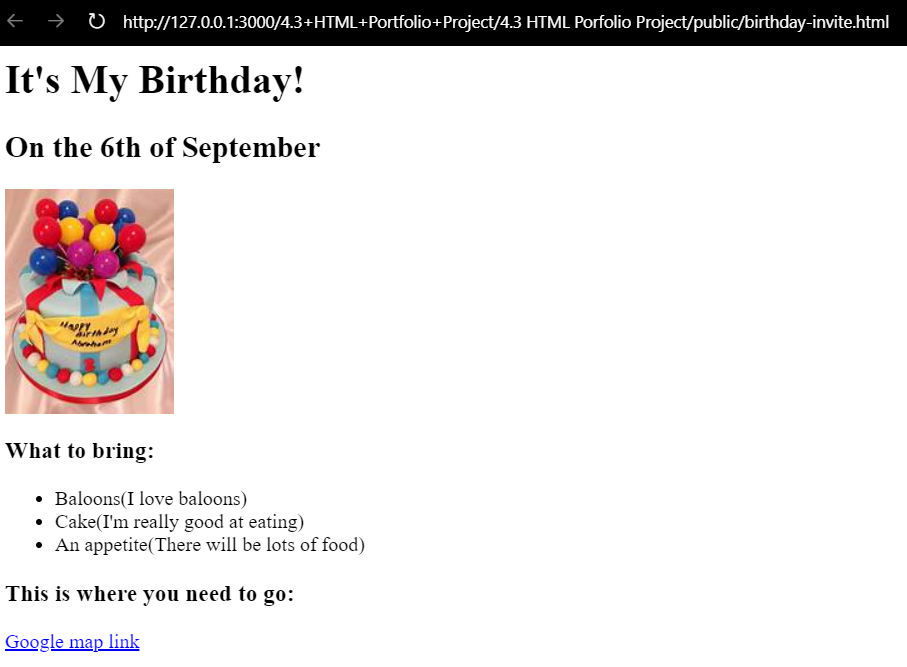 http://127.0.0.1:3000/4.3+HTML+Portfolio+Project/4.3 HTML Porfolio Project/public/birthday-invite.html
It's My Birthday!
On the 6th of September
Happy
Birthday
Abraham
3
What to bring:
Baloons(I love baloons)
Cake(I'm really good at eating)
An appetite(There will be lots of food)
This is where you need to go:
Google map link